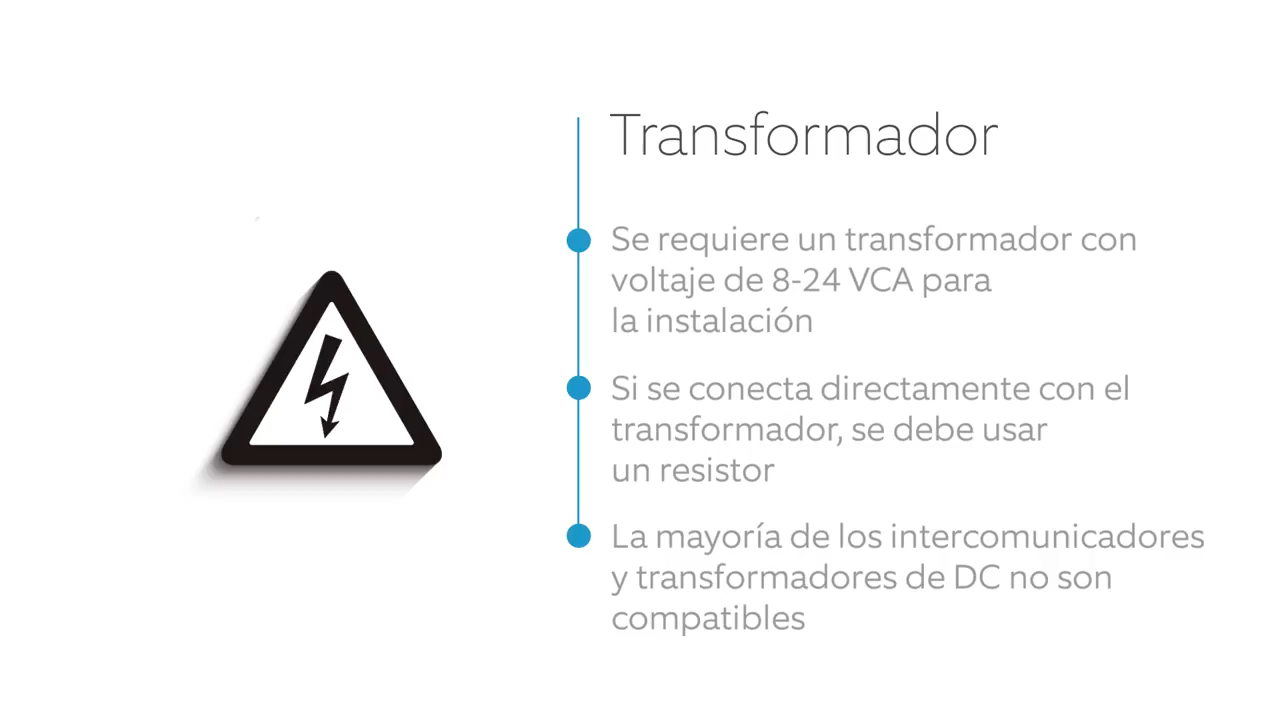 Transformador
Se requiere un transformador con
voltaje de 8-24 VCA para
la instalación
Si se conecta directamente con el
transformador, se debe usar
un resistor
La mayoría de los intercomunicadores
y transformadores de DC no son
compatibles